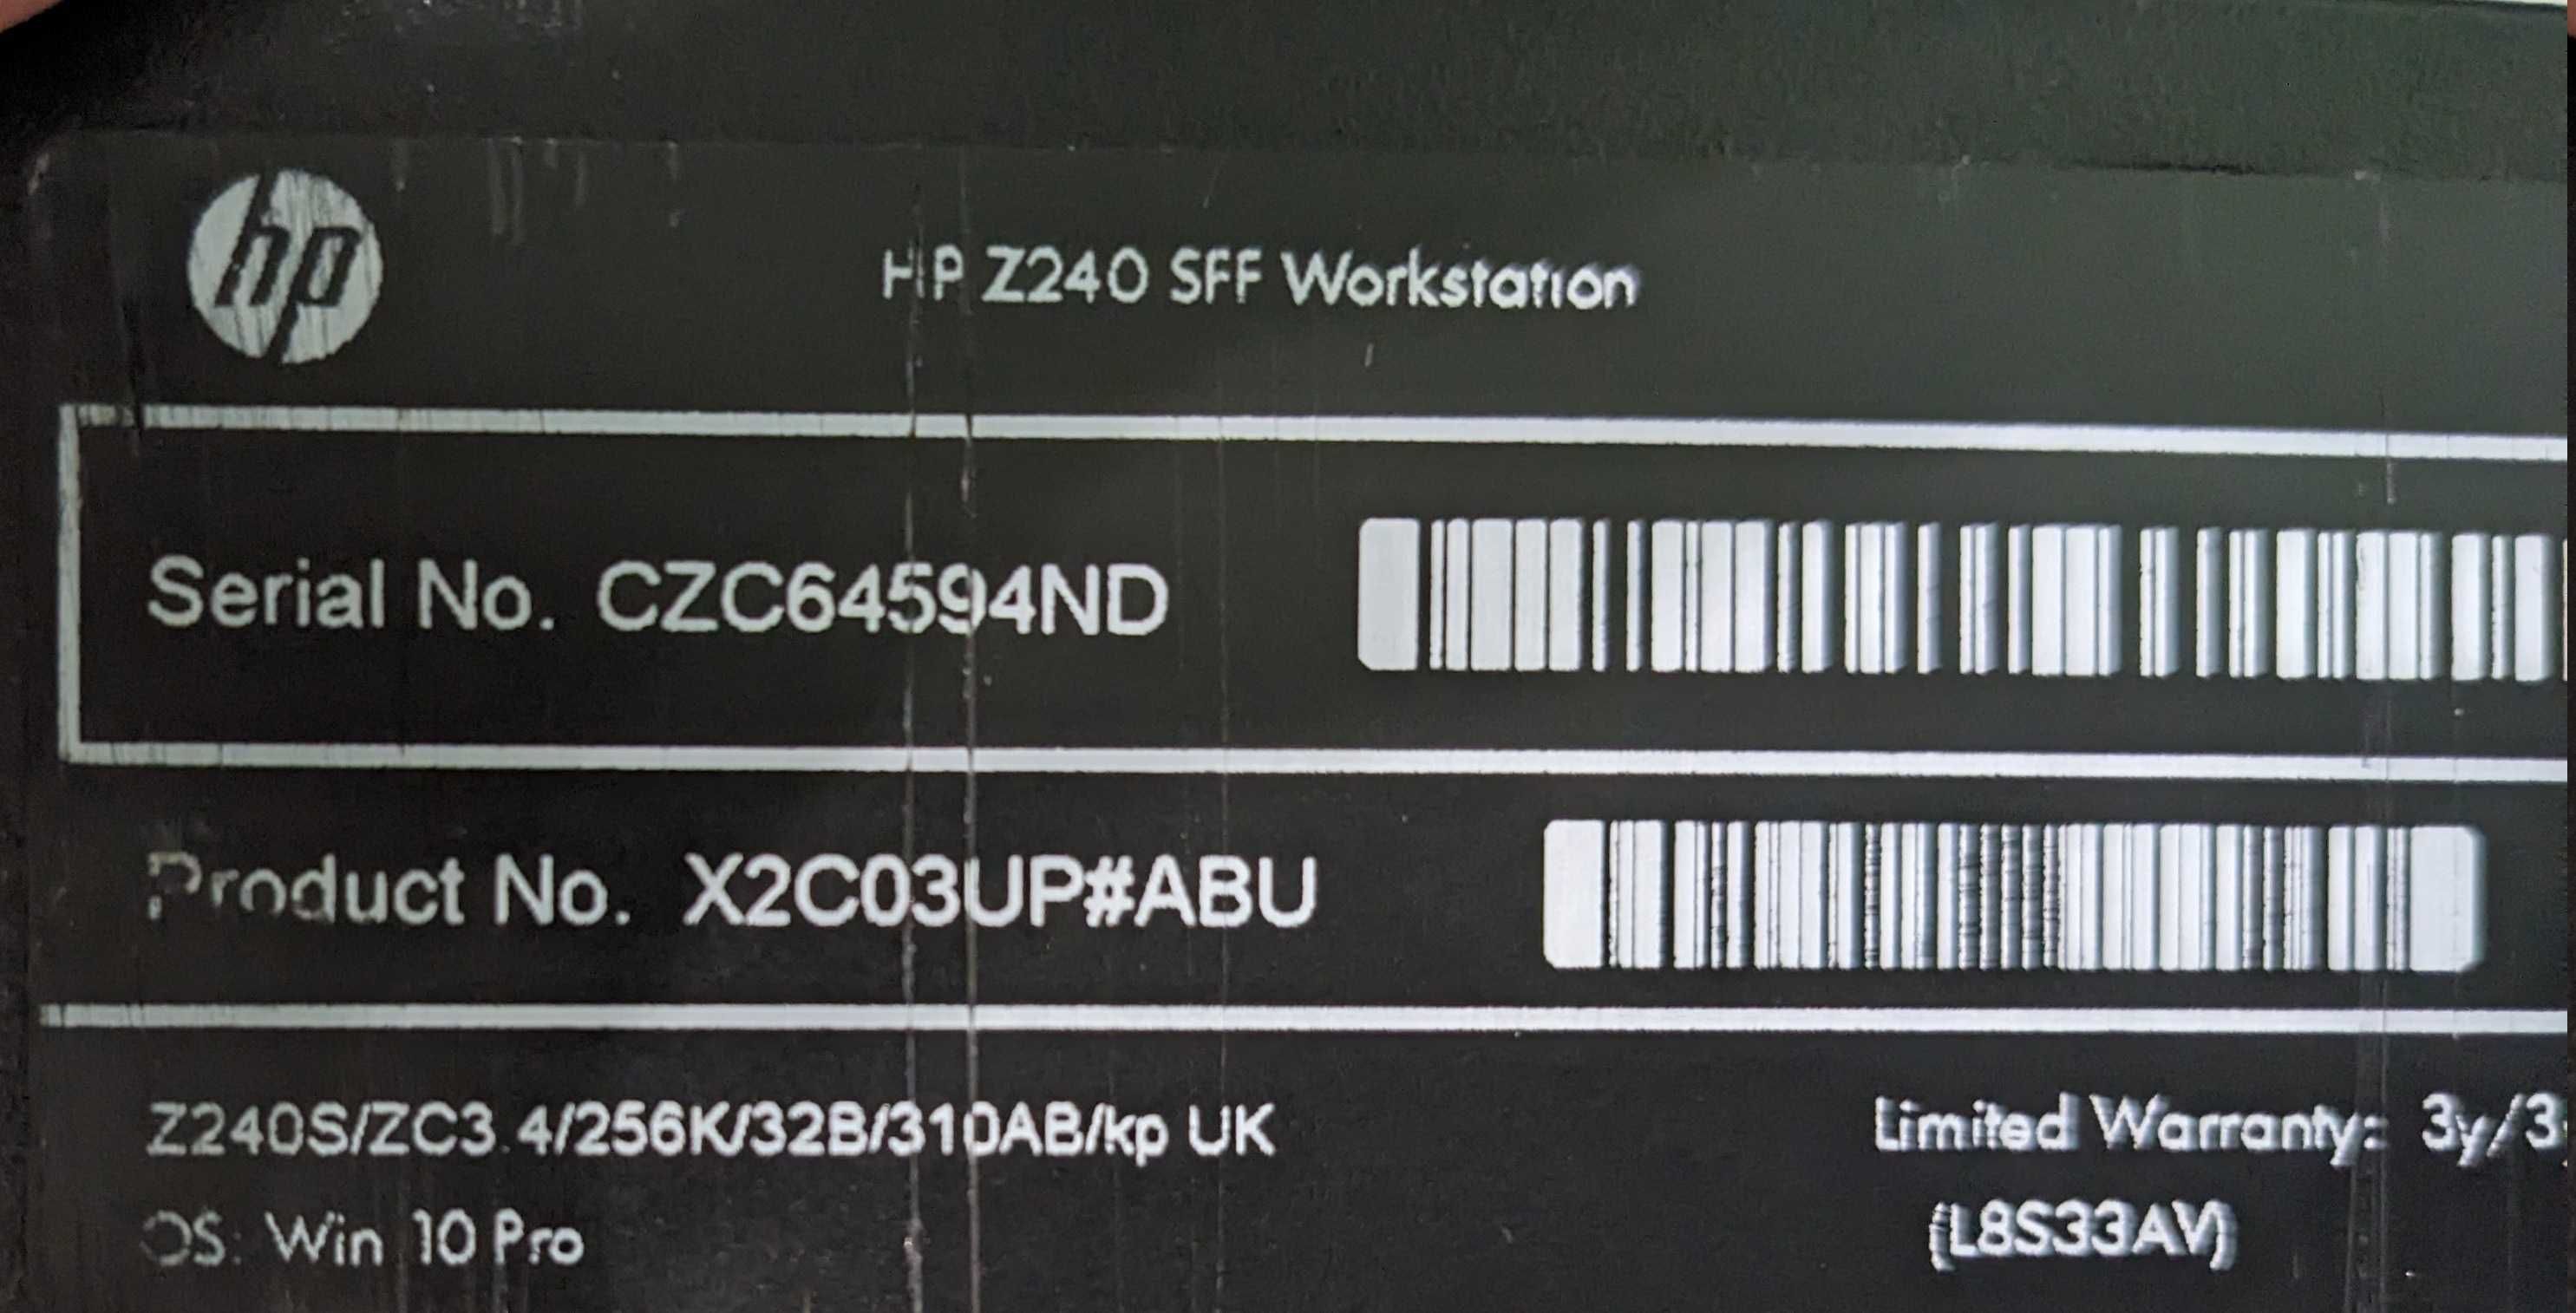 hp
HP Z240 SFF Workstation
Serial No. CZC64594ND
Product No. X2C03UP#ABU
Z240S/ZC3.4/256K/32B/310AB/kp UK
Limited Warranty: 3y/3
OS: Win 10 Pro
(L8S33AV)